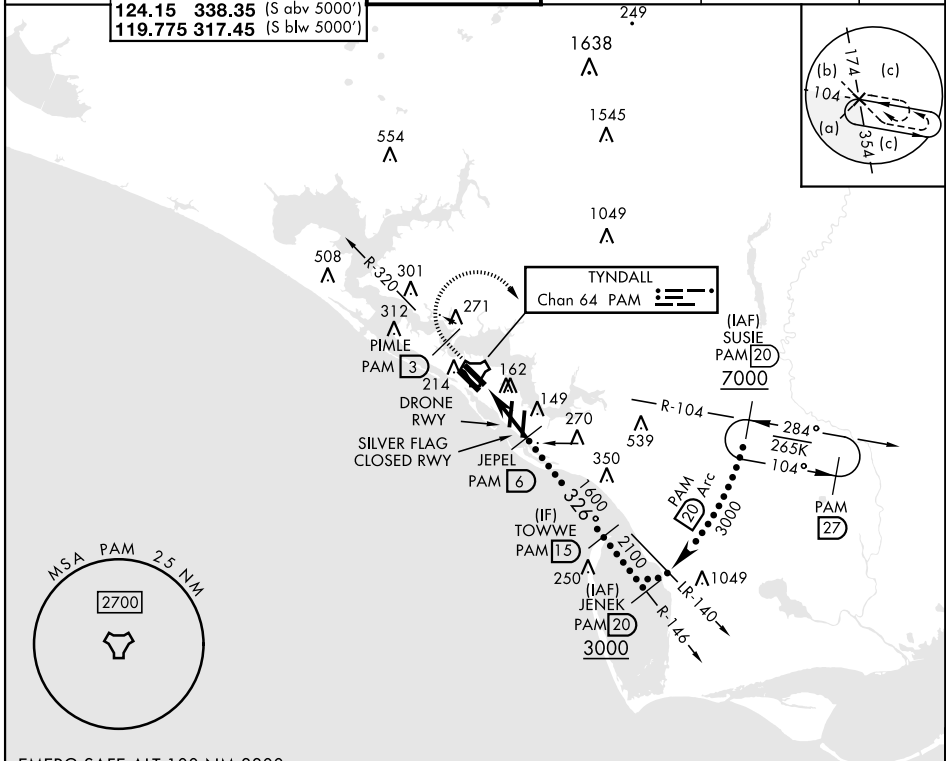 124.15 338.35 (S abv 5000')
119.775 317.45 (S blw 5000')
249
1638
1545
554
1049
174
(b)
(c)
104
(a)
(c)
354
508
R-320
301
271
312
TYNDALL
Chan 64 PAM
PIMLE
PAM 3
214
162
149
DRONE
RWY
SILVER FLAG
CLOSED RWY
JEPEL
PAM 6
270
350
539
(IAF)
SUSIE
PAM 20
7000
R-104
284°
265K
104°
PAM
27
PAM
20 Arc
3000
1600
326°
(IF)
TOWWE
PAM 15
2100
250
1049
(IAF)
JENEK
PAM 20
3000
LR-140
R-146
MSA PAM 25 NM
2700